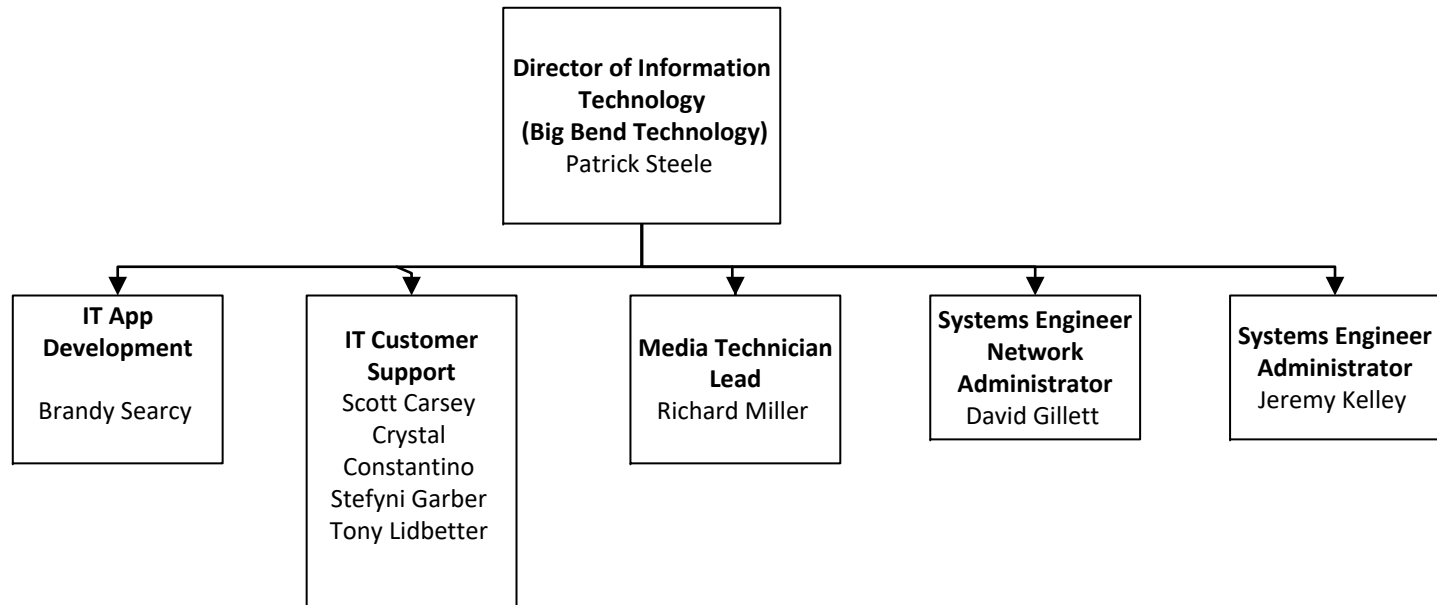 Director of Information
Technology
(Big Bend Technology)
Patrick Steele
IT App
Development
Brandy Searcy
IT Customer
Support
Scott Carsey
Crystal
Constantino
Stefyni Garber
Tony Lidbetter
Media Technician
Lead
Richard Miller
Systems Engineer
Network
Administrator
David Gillett
Systems Engineer
Administrator
Jeremy Kelley